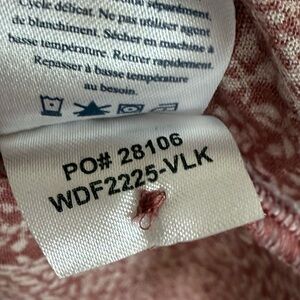 séparément,
Cycle délicat. Ne pas utiliser agent
de blanchiment. Sécher en machine à
basse température. Retirer rapidement.
Repasser à basse température
au besoin.
PO# 28106
WDF2225-VLK